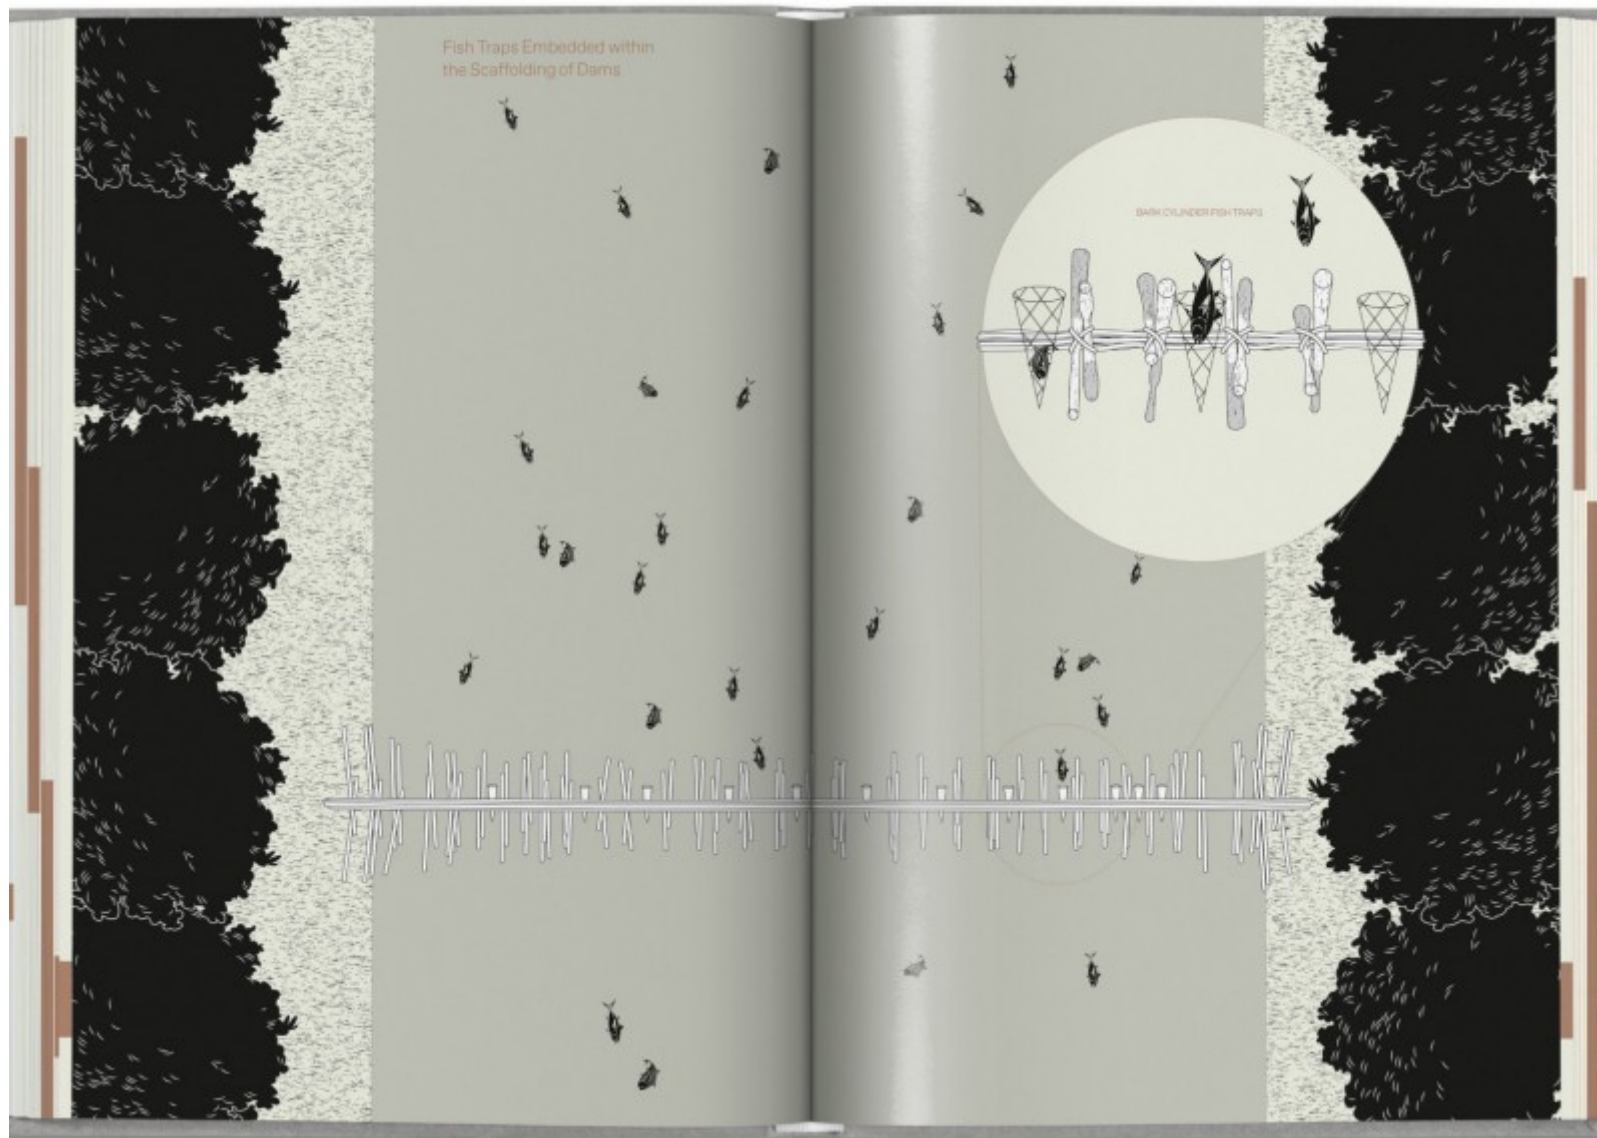 Fish Traps Embedded within
the Scaffolding of Dams
BARK CYLINDER FISH TRAPS